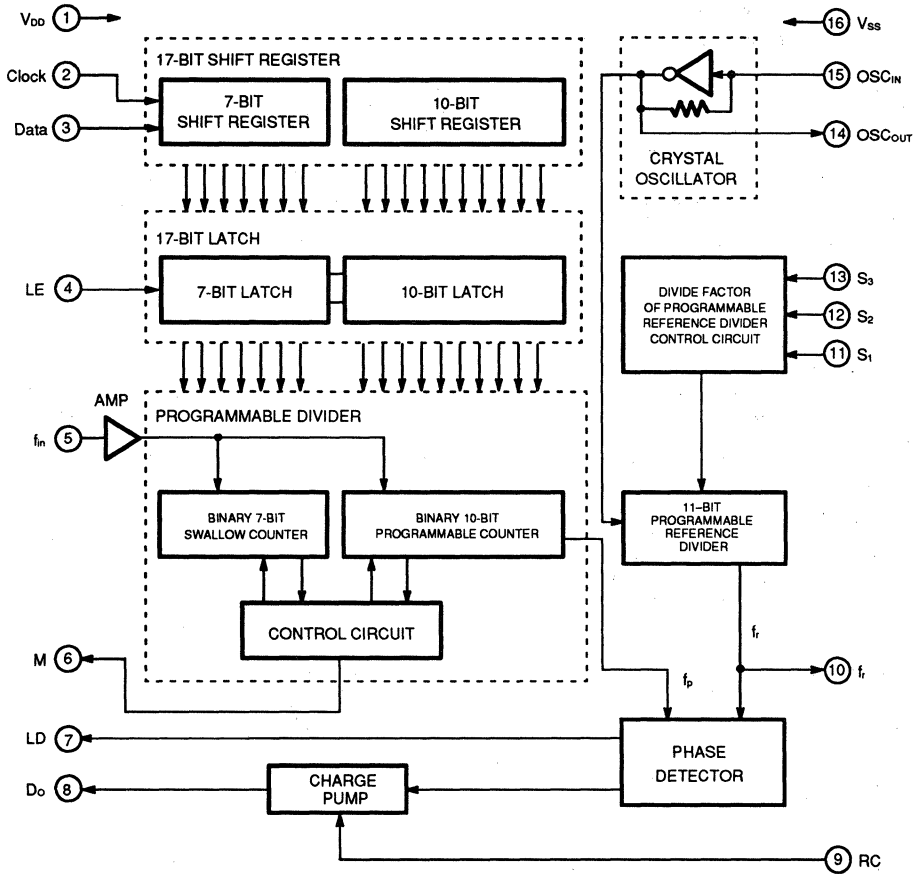 VDD 1
16 VSS
17-BIT SHIFT REGISTER
Clock 2
7-BIT
SHIFT REGISTER
10-BIT
SHIFT REGISTER
15 OSCIN
Data 3
14 OSCOUT
CRYSTAL
OSCILLATOR
17-BIT LATCH
LE 4
7-BIT LATCH
10-BIT LATCH
DIVIDE FACTOR
OF PROGRAMMABLE
REFERENCE DIVIDER
CONTROL CIRCUIT
13 S3
12 S2
11 S1
AMP
PROGRAMMABLE DIVIDER
fin 5
BINARY 7-BIT
SWALLOW COUNTER
BINARY 10-BIT
PROGRAMMABLE COUNTER
11-BIT
PROGRAMMABLE
REFERENCE
DIVIDER
CONTROL CIRCUIT
fr
M 6
fp
10 fr
LD 7
PHASE
DETECTOR
DO 8
CHARGE
PUMP
9 RC